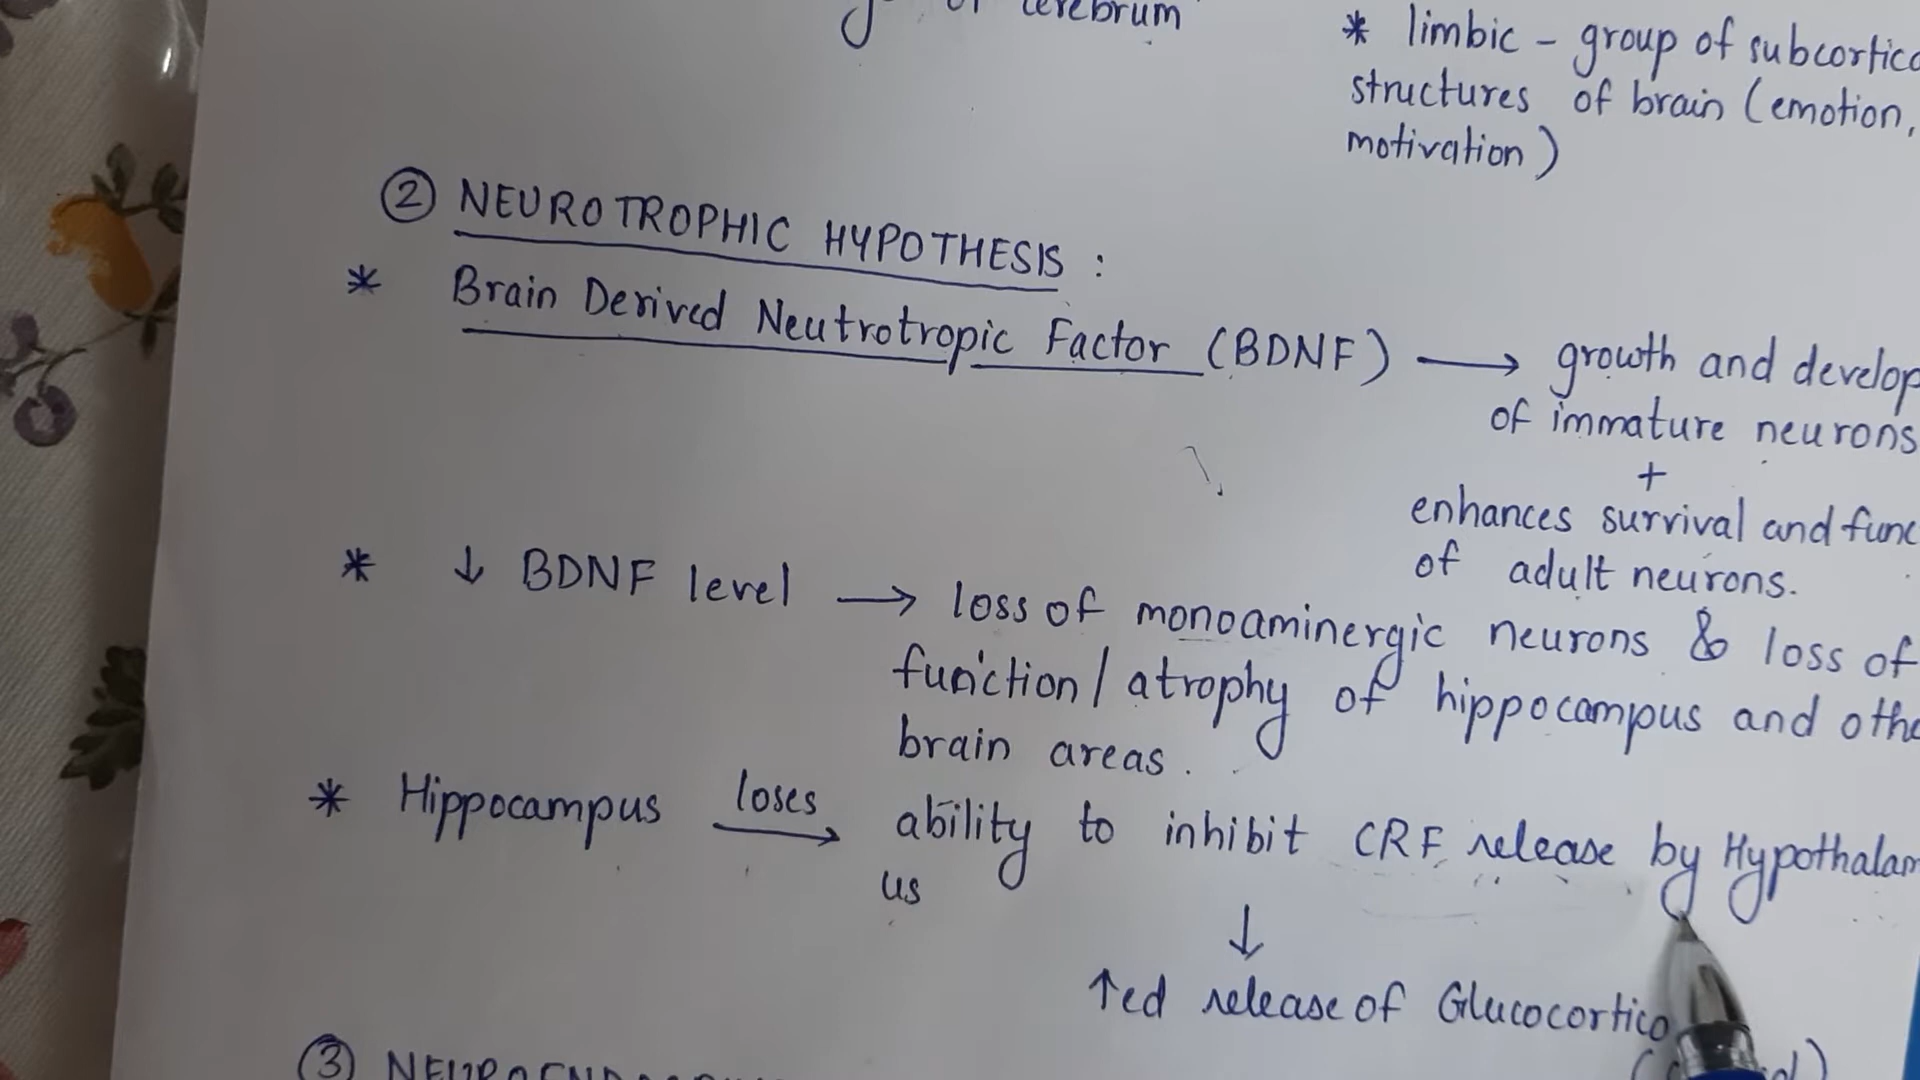 of cerebrum
* limbic - group of subcortica
structures of brain (emotion,
motivation)
② NEUROTROPHIC HYPOTHESIS :
* Brain Derived Neutrotropic Factor (BDNF) → growth and develop
of immature neurons
+
enhances survival and func
of adult neurons.
* ↓ BDNF level → loss of monoaminergic neurons & loss of
function / atrophy of hippocampus and othe
brain areas.
* Hippocampus loses → ability to inhibit CRF release by Hypothalam
us
↓
↑ed release of Glucocortico
③